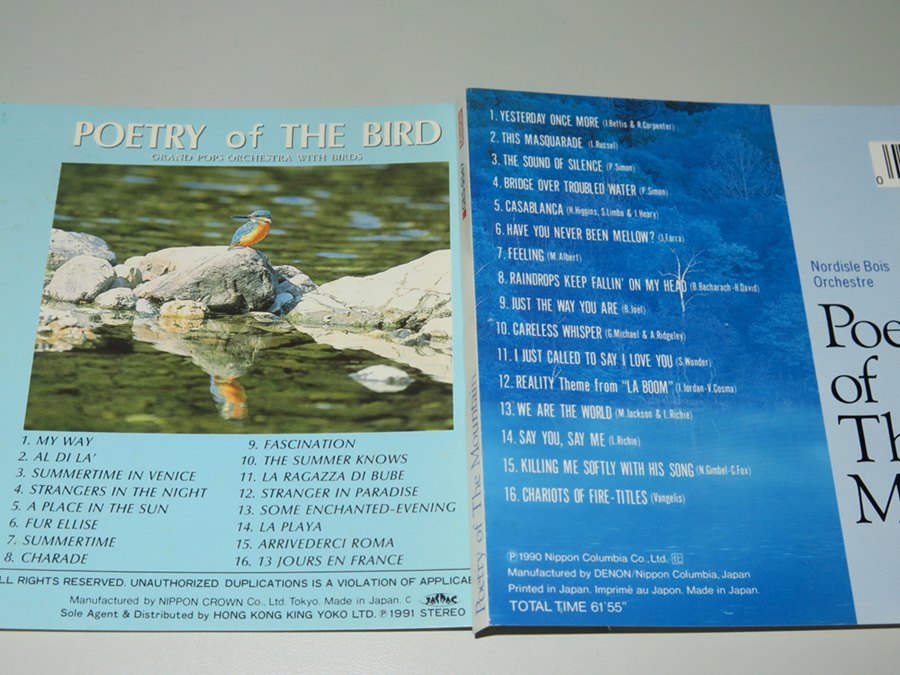 POETRY of THE BIRD
GRAND POPS ORCHESTRA WITH BIRDS
1. MY WAY
2. AL DI LA'
3. SUMMERTIME IN VENICE
4. STRANGERS IN THE NIGHT
5. A PLACE IN THE SUN
6. FUR ELLISE
7. SUMMERTIME
8. CHARADE
9. FASCINATION
10. THE SUMMER KNOWS
11. LA RAGAZZA DI BUBE
12. STRANGER IN PARADISE
13. SOME ENCHANTED-EVENING
14. LA PLAYA
15. ARRIVEDERCI ROMA
16. 13 JOURS EN FRANCE
LL RIGHTS RESERVED. UNAUTHORIZED DUPLICATIONS IS A VIOLATION OF APPLICAB
Manufactured by NIPPON CROWN Co., Ltd. Tokyo. Made in Japan. C JASRAC
Sole Agent & Distributed by HONG KONG KING YOKO LTD. ℗ 1991 STEREO
1. YESTERDAY ONCE MORE (J.Bettis & R.Carpenter)
2. THIS MASQUERADE (L.Russel)
3. THE SOUND OF SILENCE (P.Simon)
4. BRIDGE OVER TROUBLED WATER (P.Simon)
5. CASABLANCA (H.Higgins, S.Limbo & J.Heary)
6. HAVE YOU NEVER BEEN MELLOW? (J.Farra)
7. FEELING (M.Albert)
8. RAINDROPS KEEP FALLIN' ON MY HEAD (B.Bacharach-H.David)
9. JUST THE WAY YOU ARE (B.Joel)
10. CARELESS WHISPER (G.Michael & A.Ridgeley)
11. I JUST CALLED TO SAY I LOVE YOU (S.Wonder)
12. REALITY Theme from "LA BOOM" (J.Jordan-V.Cosma)
13. WE ARE THE WORLD (M.Jackson & L.Richie)
14. SAY YOU, SAY ME (L.Richie)
15. KILLING ME SOFTLY WITH HIS SONG (N.Gimbel-C.Fox)
16. CHARIOTS OF FIRE-TITLES (Vangelis)
℗ 1990 Nippon Columbia Co., Ltd.
Manufactured by DENON/Nippon Columbia, Japan
Printed in Japan. Imprimé au Japon. Made in Japan.
TOTAL TIME 61'55"
Poetry of The Mountain
0
Nordisle Bois
Orchestre
Poe
of
Th
M